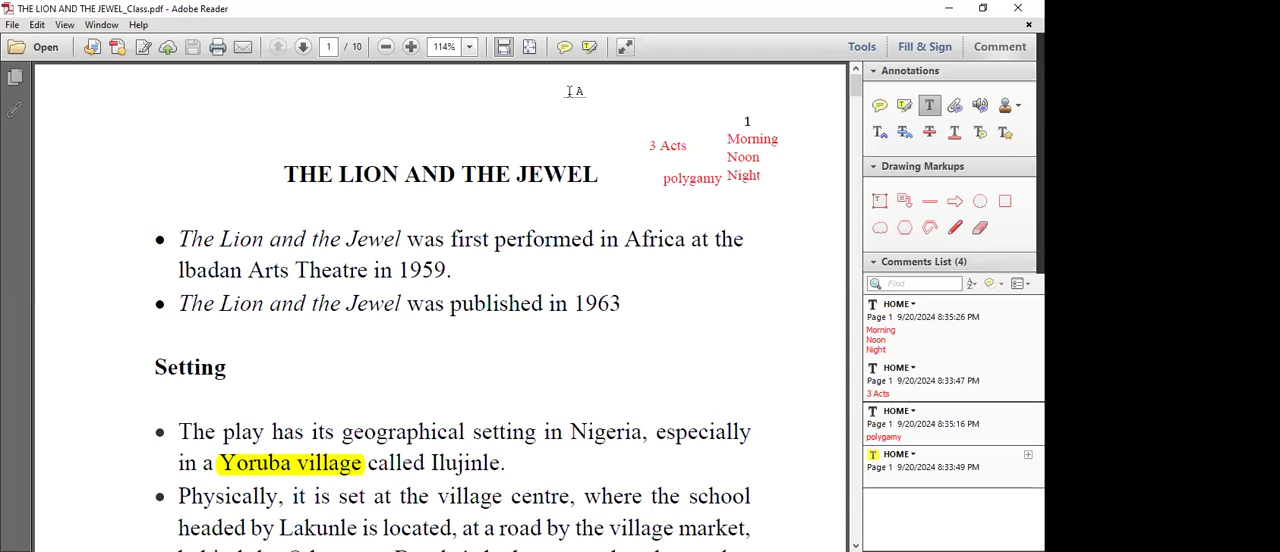 THE LION AND THE JEWEL_Class.pdf - Adobe Reader
File Edit View Window Help
Open 1 / 10 114% Tools Fill & Sign Comment
A
1
3 Acts
Morning
Noon
Night
polygamy
THE LION AND THE JEWEL
• The Lion and the Jewel was first performed in Africa at the
lbadan Arts Theatre in 1959.
• The Lion and the Jewel was published in 1963
Setting
• The play has its geographical setting in Nigeria, especially
in a Yoruba village called Ilujinle.
• Physically, it is set at the village centre, where the school
headed by Lakunle is located, at a road by the village market,
Annotations
Drawing Markups
Comments List (4)
Find
T HOME
Page 1 9/20/2024 8:35:26 PM
Morning
Noon
Night
T HOME
Page 1 9/20/2024 8:33:47 PM
3 Acts
T HOME
Page 1 9/20/2024 8:35:16 PM
polygamy
T HOME
Page 1 9/20/2024 8:33:49 PM